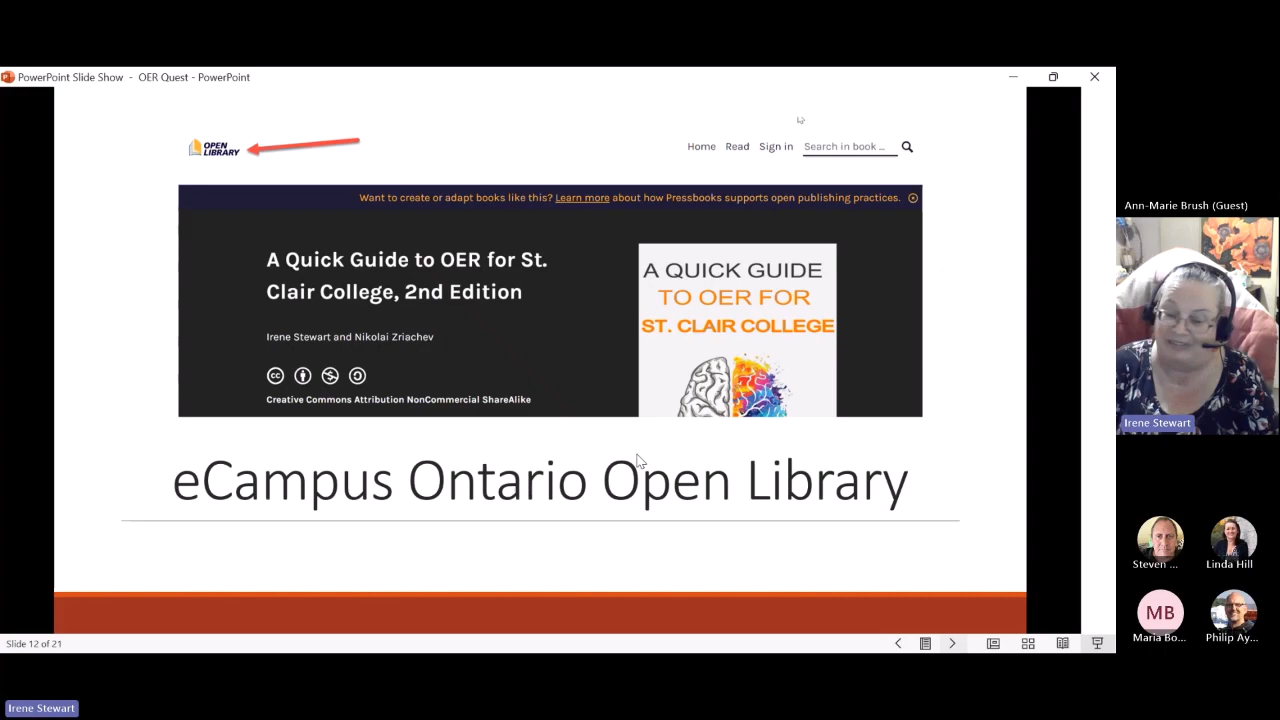 PowerPoint Slide Show - OER Quest - PowerPoint
OPEN
LIBRARY
Home Read Sign in Search in book ...
Want to create or adapt books like this? Learn more about how Pressbooks supports open publishing practices.
A Quick Guide to OER for St.
Clair College, 2nd Edition
Irene Stewart and Nikolai Zriachev
Creative Commons Attribution NonCommercial ShareAlike
A QUICK GUIDE
TO OER FOR
ST. CLAIR COLLEGE
eCampus Ontario Open Library
Slide 12 of 21
Ann-Marie Brush (Guest)
Irene Stewart
Steven ...
Linda Hill
MB
Maria Bo...
Philip Ay...
Irene Stewart